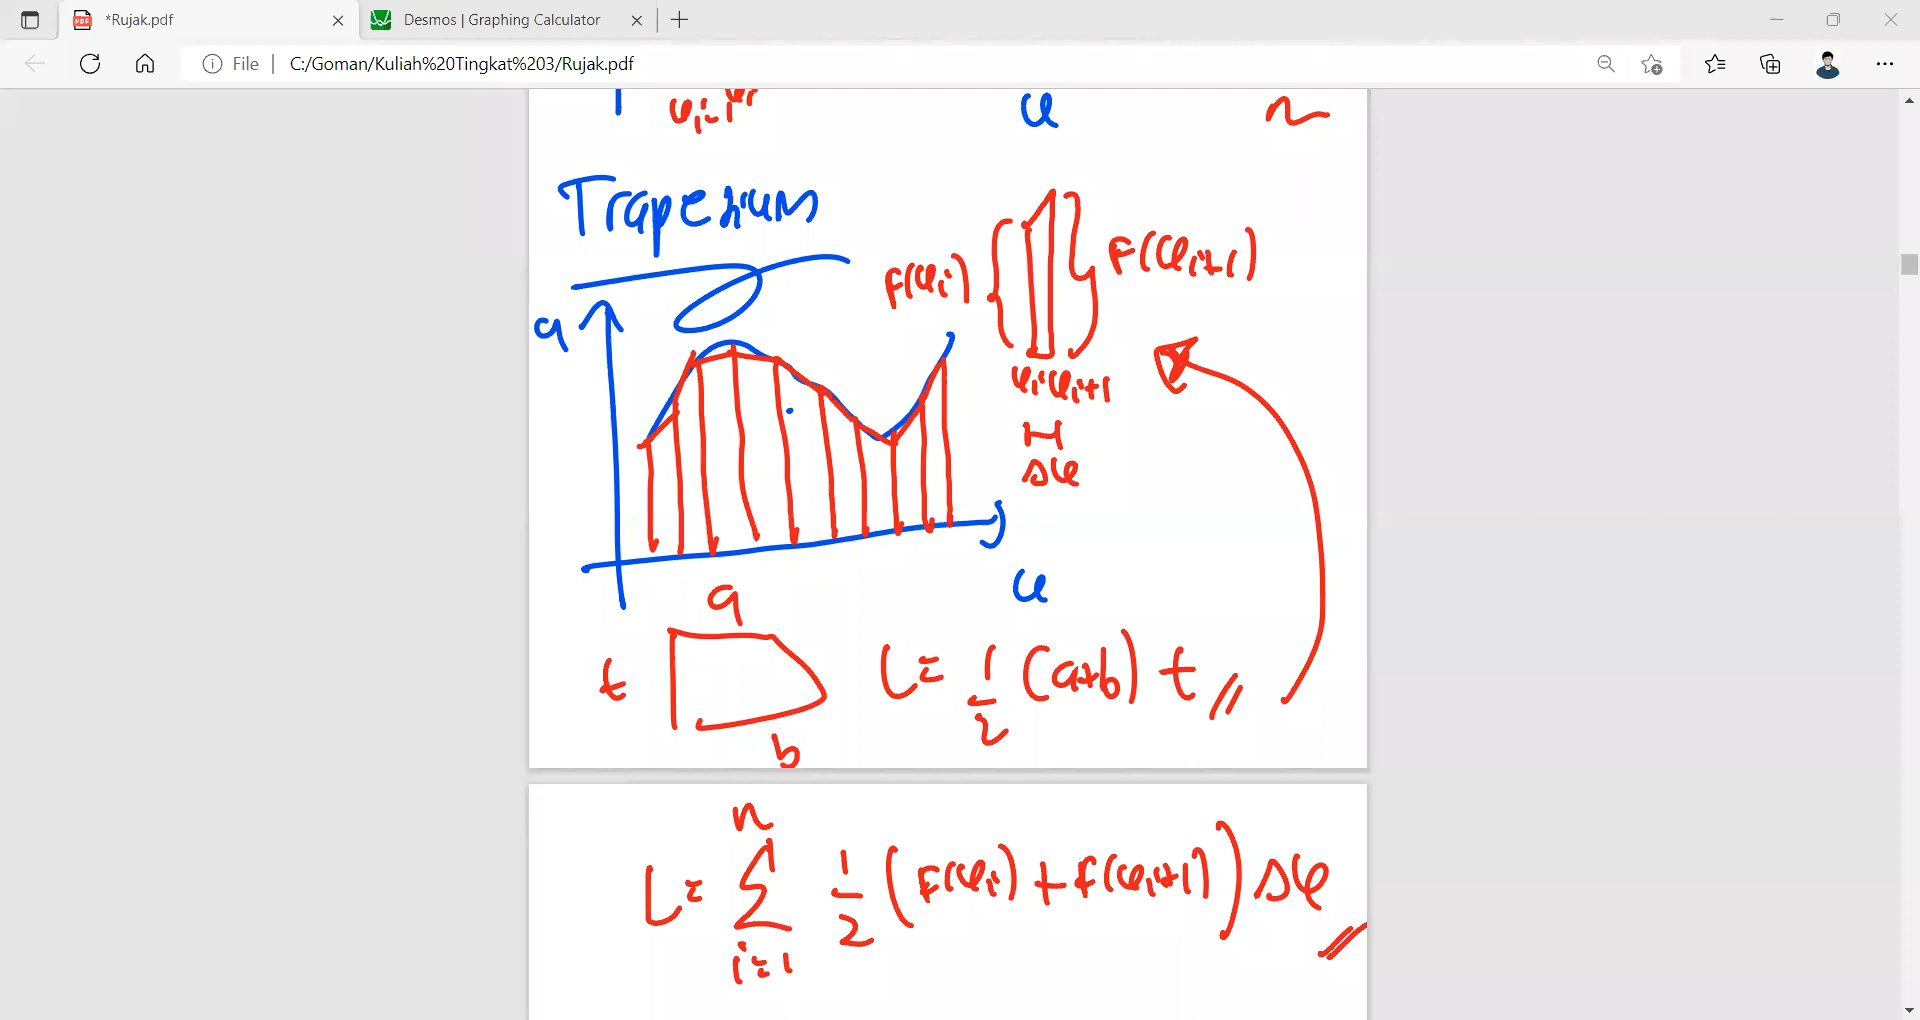 *Rujak.pdf
Desmos | Graphing Calculator
File | C:/Goman/Kuliah%20Tingkat%203/Rujak.pdf
φ
Trapezium
F(φi)
F(φi+1)
φi φi+1
Δφ
q
φ
a
t
b
L = 1/2 (a+b) t //
L = n Σ i=1 1/2 (F(φi) + F(φi+1)) Δφ //